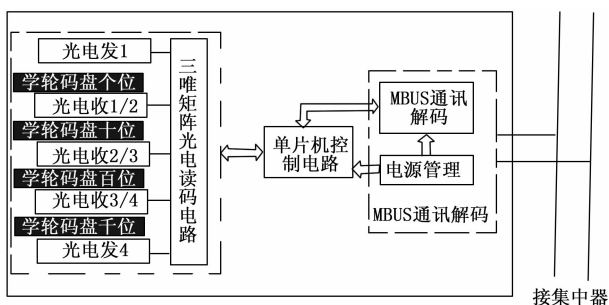 光电发1
学轮码盘个位
光电收1/2
学轮码盘十位
光电收2/3
学轮码盘百位
光电收3/4
学轮码盘千位
光电发4
三唯矩阵光电读码电路
单片机控
制电路
MBUS通讯
解码
电源管理
MBUS通讯解码
接集中器